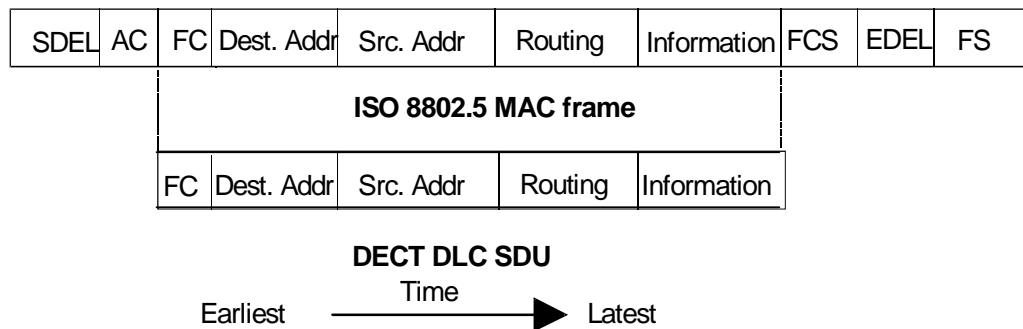 SDEL AC FC Dest. Addr Src. Addr Routing Information FCS EDEL FS
ISO 8802.5 MAC frame
FC Dest. Addr Src. Addr Routing Information
DECT DLC SDU
Time
Earliest Latest